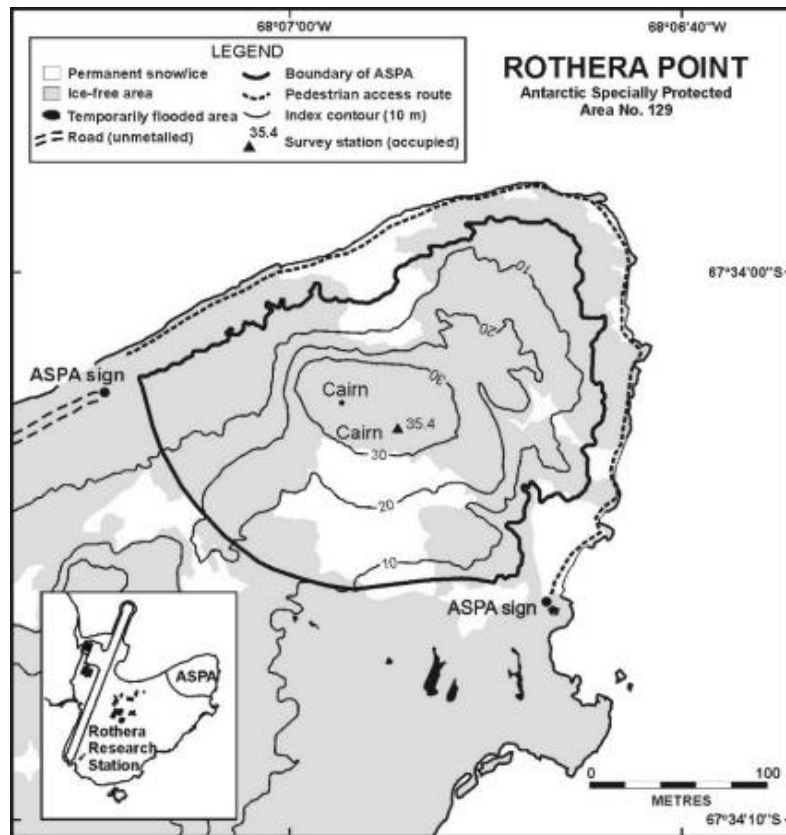 68°07'00"W
68°06'40"W
LEGEND
Permanent snow/ice
Ice-free area
Temporarily flooded area
Road (unmetalled)
Boundary of ASPA
Pedestrian access route
Index contour (10 m)
35.4
Survey station (occupied)
ROTHERA POINT
Antarctic Specially Protected
Area No. 129
67°34'00"S
10
20
30
ASPA sign
Cairn
Cairn
35.4
30
20
10
ASPA sign
ASPA
Rothera
Research
Station
0
100
METRES
67°34'10"S